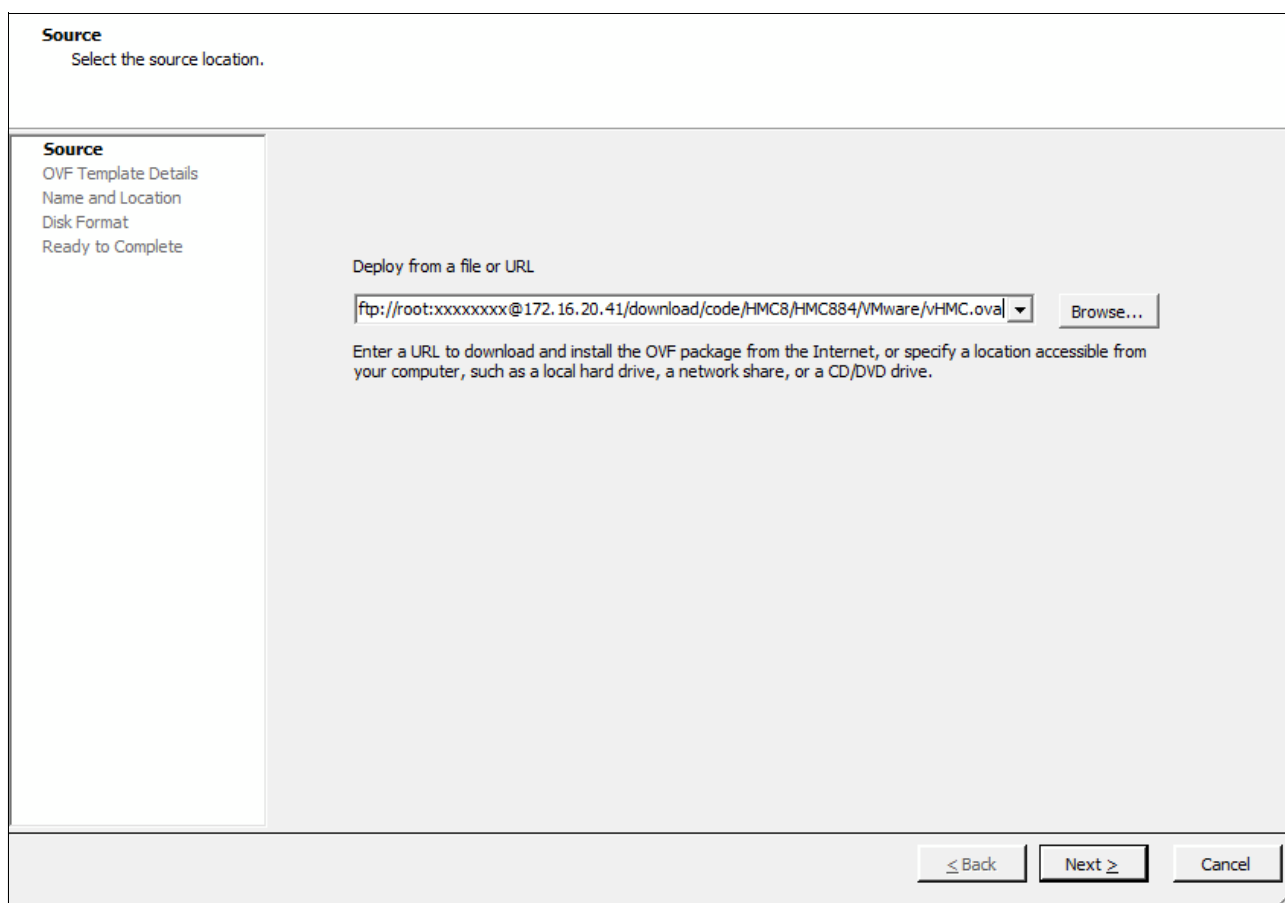 Source
Select the source location.
Source
OVF Template Details
Name and Location
Disk Format
Ready to Complete
Deploy from a file or URL
ftp://root:xxxxxxxx@172.16.20.41/download/code/HMC8/HMC884/VMware/vHMC.ova
Browse...
Enter a URL to download and install the OVF package from the Internet, or specify a location accessible from
your computer, such as a local hard drive, a network share, or a CD/DVD drive.
< Back
Next >
Cancel